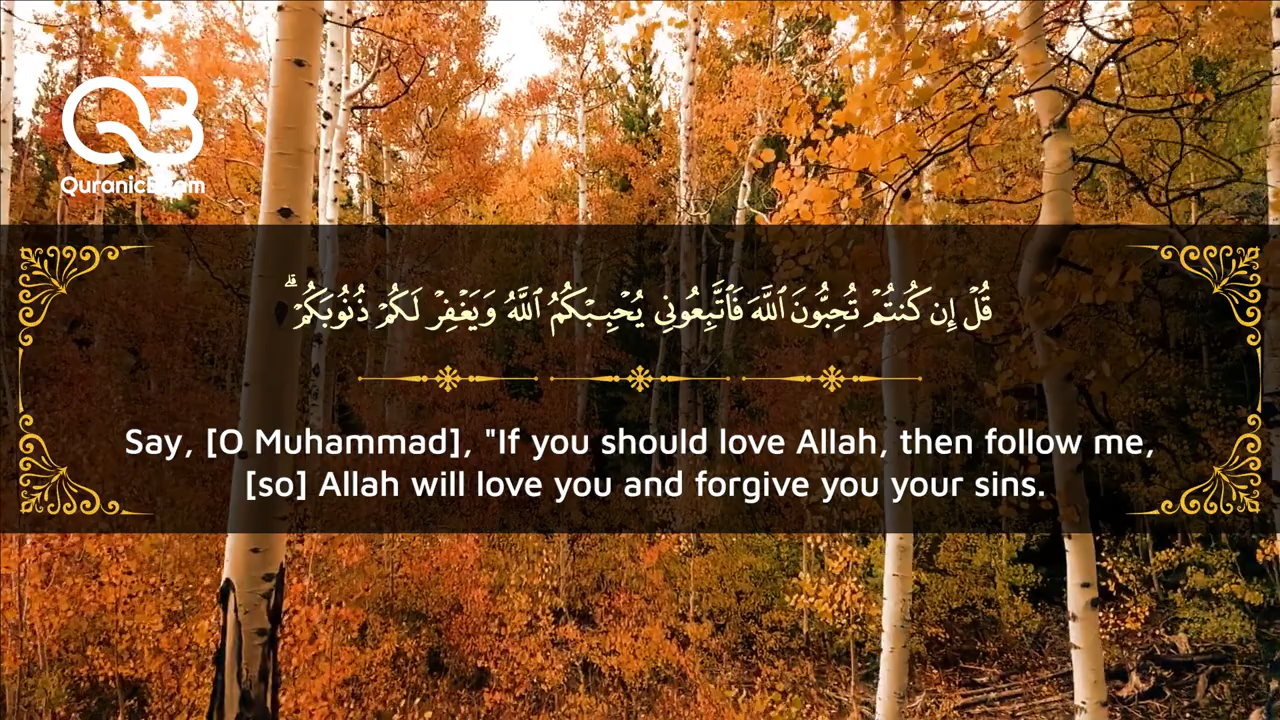 QB
قُلْ إِن كُنتُمْ تُحِبُّونَ ٱللَّهَ فَٱتَّبِعُونِى يُحْبِبْكُمُ ٱللَّهُ وَيَغْفِرْ لَكُمْ ذُنُوبَكُمْ ۗ
Say, [O Muhammad], "If you should love Allah, then follow me,
[so] Allah will love you and forgive you your sins.